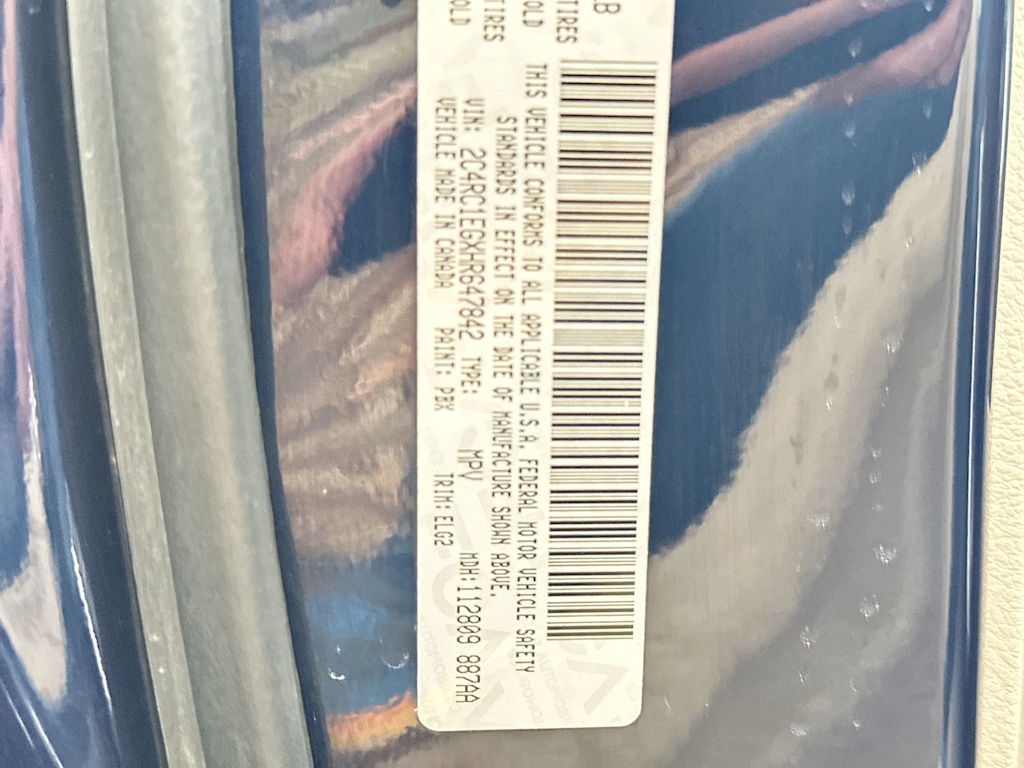 LB
TIRES
OLD
TIRES
OLD
THIS VEHICLE CONFORMS TO ALL APPLICABLE U.S.A. FEDERAL MOTOR VEHICLE SAFETY
STANDARDS IN EFFECT ON THE DATE OF MANUFACTURE SHOWN ABOVE.
VIN: 2C4RC1EGXHR647842 TYPE: MPV MDH:112809 887AA
VEHICLE MADE IN CANADA PAINT: PBX TRIM:ELG2